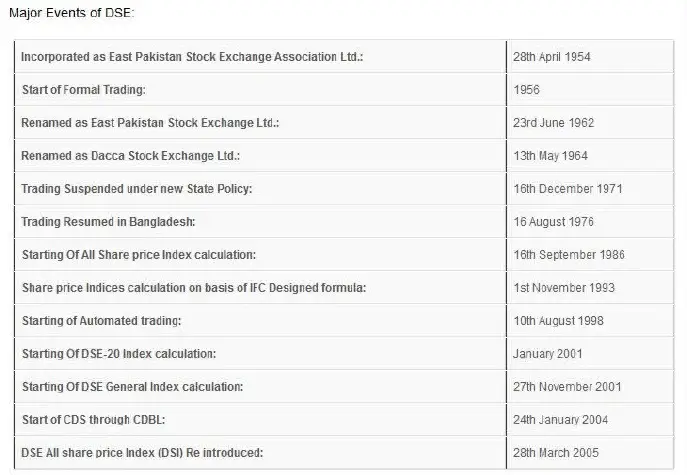 Major Events of DSE:
Incorporated as East Pakistan Stock Exchange Association Ltd.: 28th April 1954
Start of Formal Trading: 1956
Renamed as East Pakistan Stock Exchange Ltd.: 23rd June 1962
Renamed as Dacca Stock Exchange Ltd.: 13th May 1964
Trading Suspended under new State Policy: 16th December 1971
Trading Resumed in Bangladesh: 16 August 1976
Starting Of All Share price Index calculation: 16th September 1986
Share price Indices calculation on basis of IFC Designed formula: 1st November 1993
Starting of Automated trading: 10th August 1998
Starting Of DSE-20 Index calculation: January 2001
Starting Of DSE General Index calculation: 27th November 2001
Start of CDS through CDBL: 24th January 2004
DSE All share price Index (DSI) Re introduced: 28th March 2005